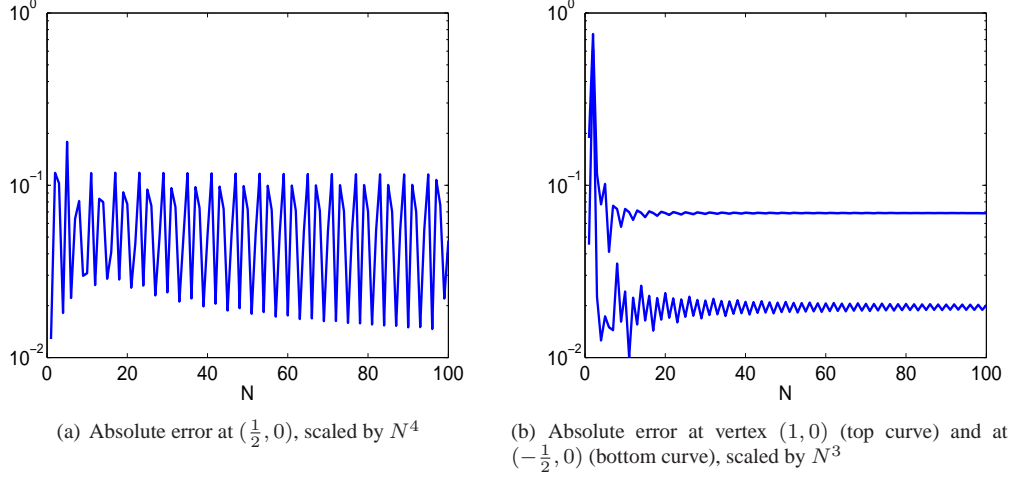 10^0
10^-1
10^-2
0 20 40 60 80 100
N
(a) Absolute error at (1/2, 0), scaled by N^4
10^0
10^-1
10^-2
0 20 40 60 80 100
N
(b) Absolute error at vertex (1, 0) (top curve) and at
(−1/2, 0) (bottom curve), scaled by N^3